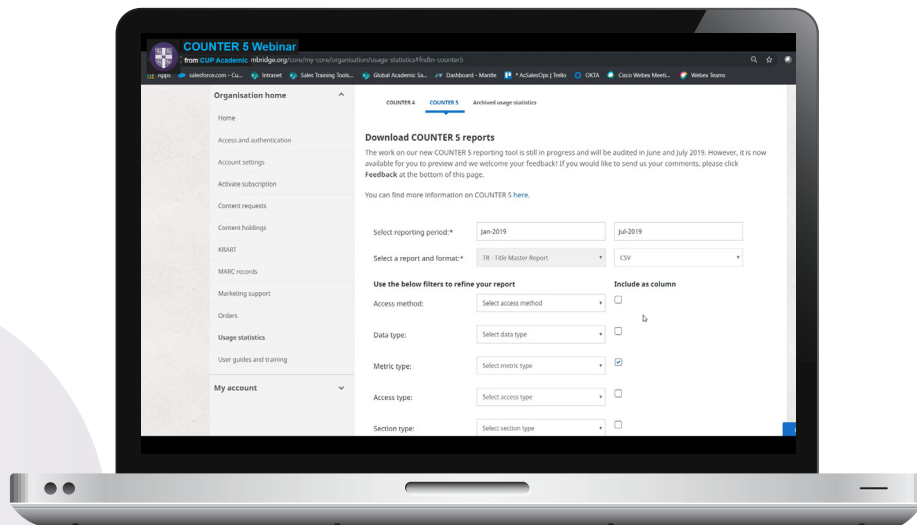 COUNTER 5 Webinar
from CUP Academic mbridge.org/core/my-core/organisation/usage-statistics#fndtn-counter5
Apps salesforce.com - Cu... Intranet Sales Training Tools... Global Academic Sa... Dashboard - Mantle * AcSalesOps | Trello OKTA Cisco Webex Meeti... Webex Teams
Organisation home
Home
Access and authentication
Account settings
Activate subscription
Content requests
Content holdings
KBART
MARC records
Marketing support
Orders
Usage statistics
User guides and training
My account
COUNTER 4 COUNTER 5 Archived usage statistics
Download COUNTER 5 reports
The work on our new COUNTER 5 reporting tool is still in progress and will be audited in June and July 2019. However, it is now
available for you to preview and we welcome your feedback! If you would like to send us your comments, please click
Feedback at the bottom of this page.
You can find more information on COUNTER 5 here.
Select reporting period:* Jan-2019 Jul-2019
Select a report and format:* TR - Title Master Report CSV
Use the below filters to refine your report Include as column
Access method: Select access method
Data type: Select data type
Metric type: Select metric type
Access type: Select access type
Section type: Select section type